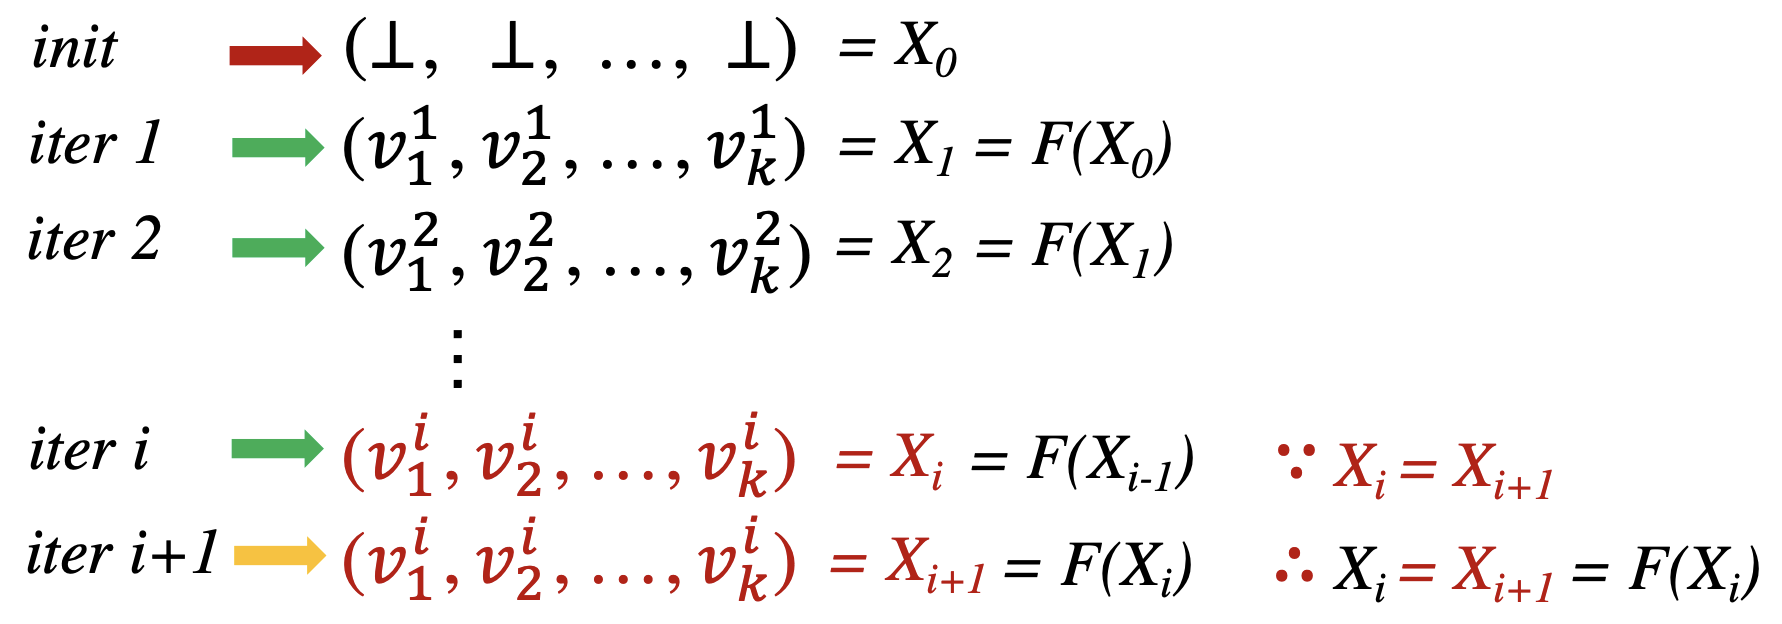 init (⊥, ⊥, …, ⊥) = X₀
iter 1 (v₁¹, v₂¹, …, vₖ¹) = X₁ = F(X₀)
iter 2 (v₁², v₂², …, vₖ²) = X₂ = F(X₁)
⋮
iter i (v₁ⁱ, v₂ⁱ, …, vₖⁱ) = Xᵢ = F(Xᵢ₋₁) ∵ Xᵢ = Xᵢ₊₁
iter i+1 (v₁ⁱ, v₂ⁱ, …, vₖⁱ) = Xᵢ₊₁ = F(Xᵢ) ∴ Xᵢ = Xᵢ₊₁ = F(Xᵢ)